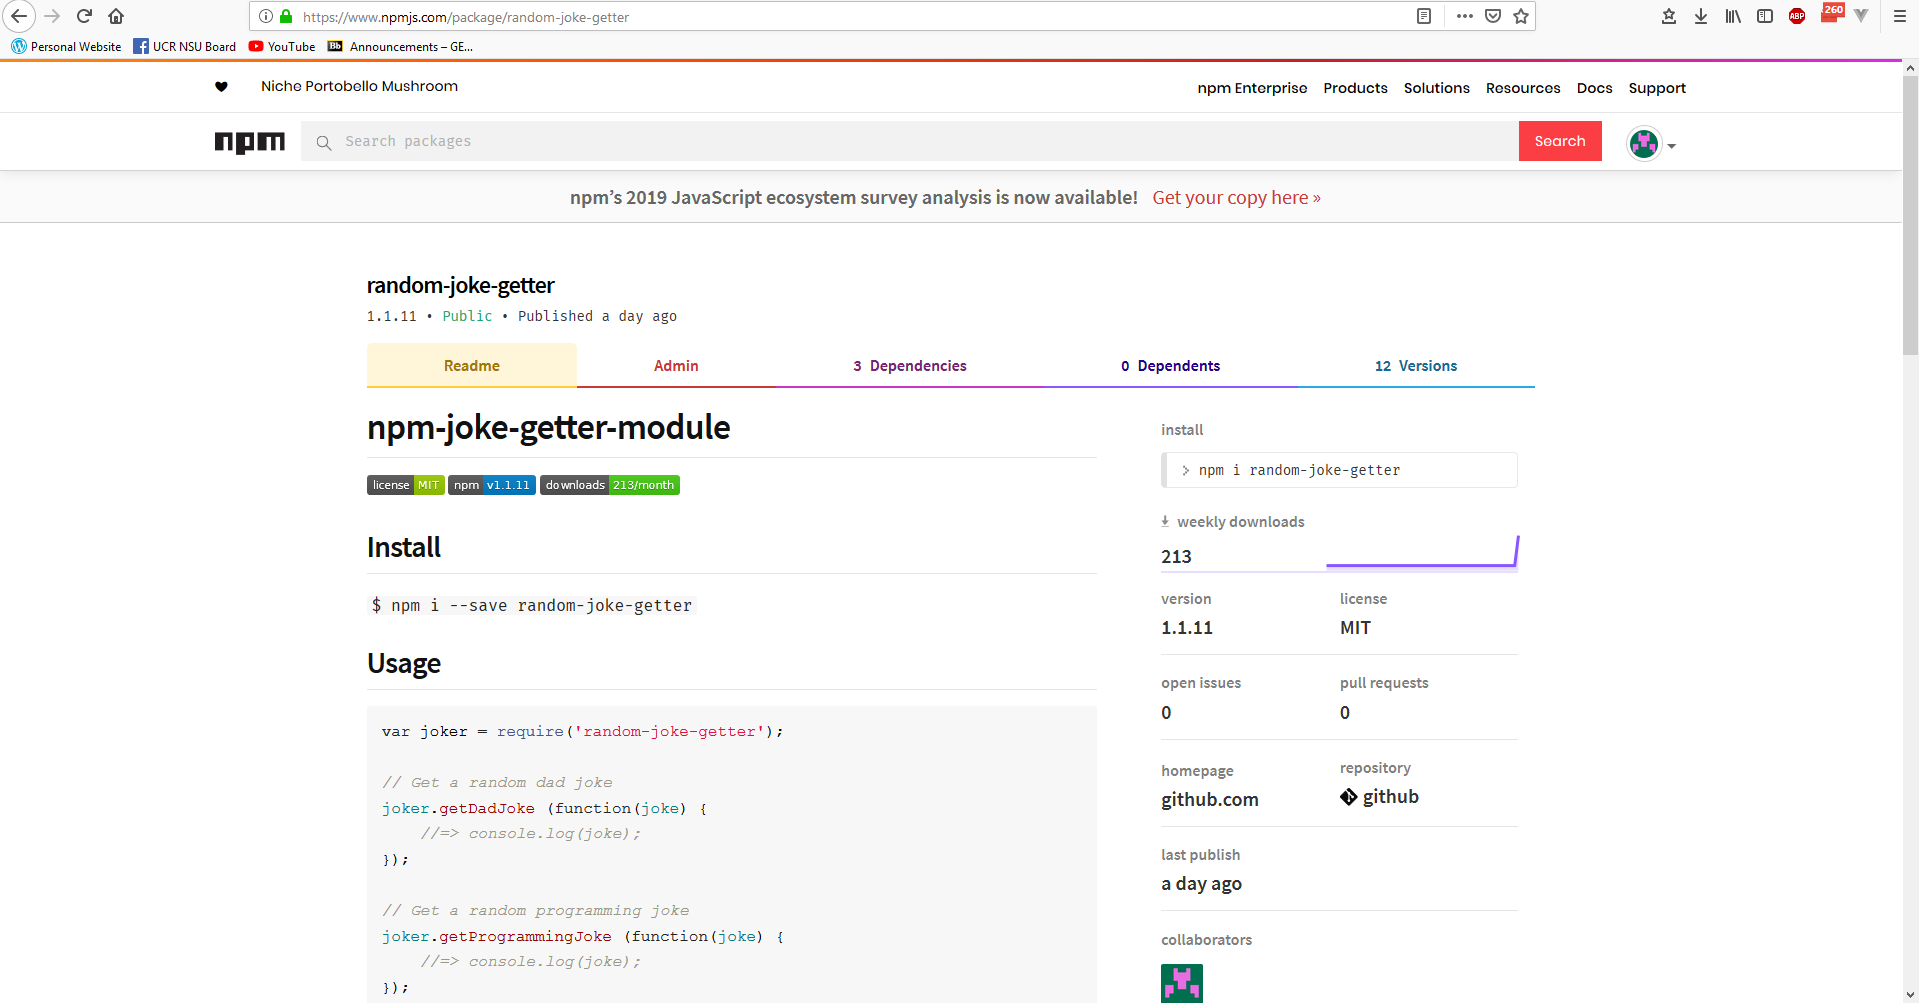 https://www.npmjs.com/package/random-joke-getter
260
ABP
Personal Website
UCR NSU Board
YouTube
Bb Announcements – GE...
Niche Portobello Mushroom
npm Enterprise Products Solutions Resources Docs Support
npm
Search packages
Search
npm’s 2019 JavaScript ecosystem survey analysis is now available! Get your copy here »
random-joke-getter
1.1.11 • Public • Published a day ago
Readme
Admin
3 Dependencies
0 Dependents
12 Versions
npm-joke-getter-module
license MIT npm v1.1.11 downloads 213/month
Install
$ npm i --save random-joke-getter
Usage
var joker = require('random-joke-getter');
// Get a random dad joke
joker.getDadJoke (function(joke) {
//=> console.log(joke);
});
// Get a random programming joke
joker.getProgrammingJoke (function(joke) {
//=> console.log(joke);
});
install
> npm i random-joke-getter
weekly downloads
213
version
1.1.11
license
MIT
open issues
0
pull requests
0
homepage
github.com
repository
github
last publish
a day ago
collaborators